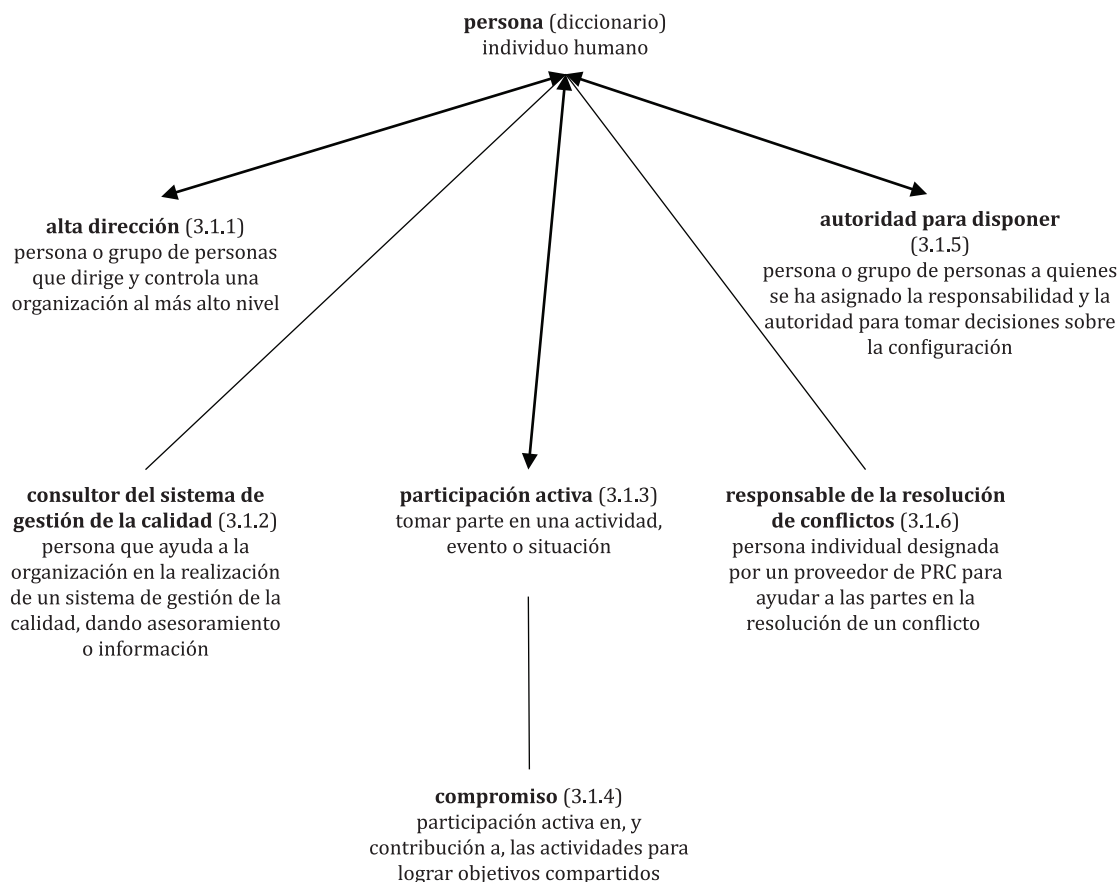 persona (diccionario)
individuo humano
alta dirección (3.1.1)
persona o grupo de personas
que dirige y controla una
organización al más alto nivel
autoridad para disponer
(3.1.5)
persona o grupo de personas a quienes
se ha asignado la responsabilidad y la
autoridad para tomar decisiones sobre
la configuración
consultor del sistema de
gestión de la calidad (3.1.2)
persona que ayuda a la
organización en la realización
de un sistema de gestión de la
calidad, dando asesoramiento
o información
participación activa (3.1.3)
tomar parte en una actividad,
evento o situación
responsable de la resolución
de conflictos (3.1.6)
persona individual designada
por un proveedor de PRC para
ayudar a las partes en la
resolución de un conflicto
compromiso (3.1.4)
participación activa en, y
contribución a, las actividades para
lograr objetivos compartidos